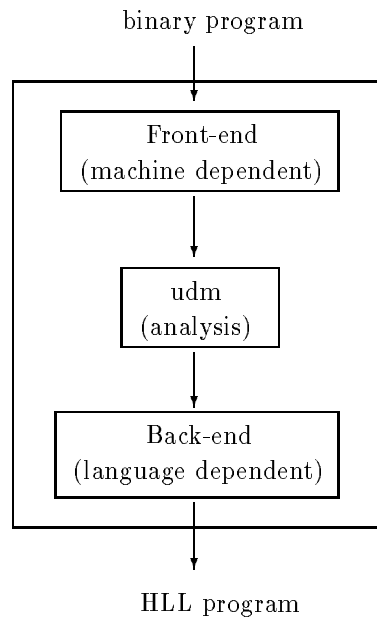 binary program
Front-end
(machine dependent)
udm
(analysis)
Back-end
(language dependent)
HLL program